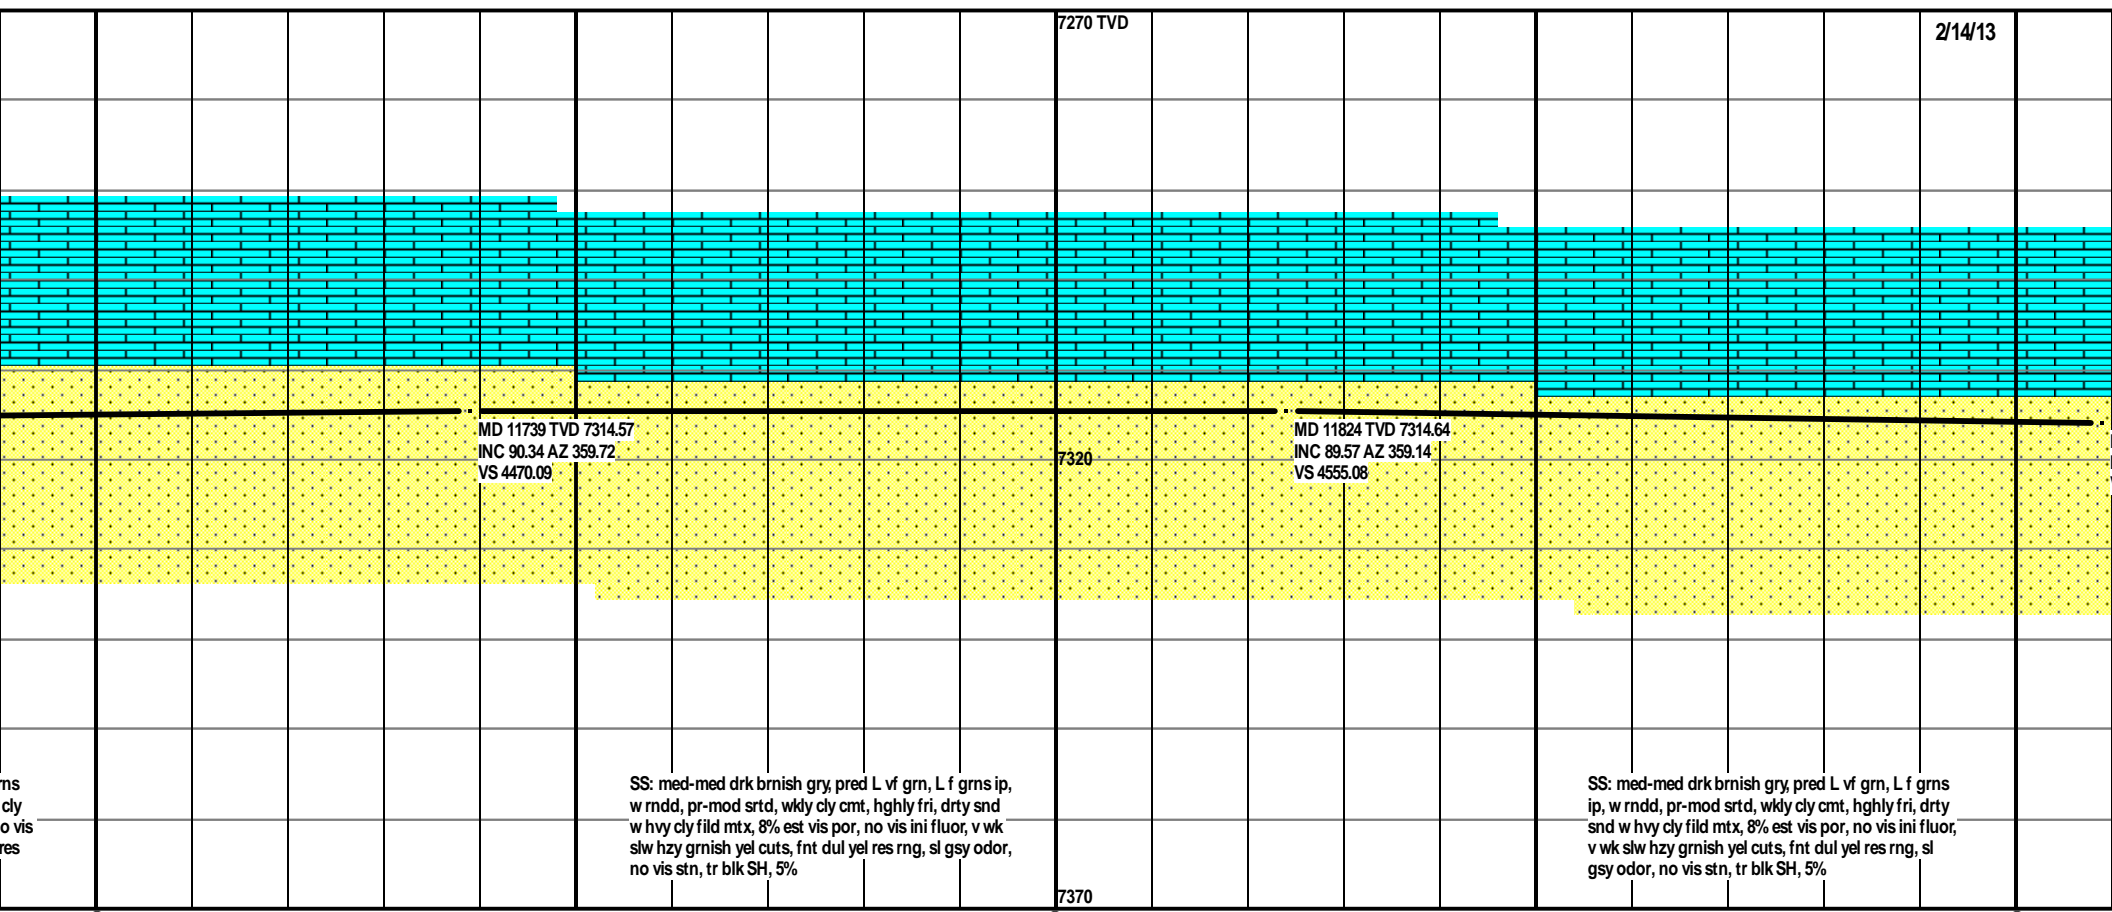 7270 TVD
2/14/13
MD 11739 TVD 7314.57
INC 90.34 AZ 359.72
VS 4470.09
MD 11824 TVD 7314.64
INC 89.57 AZ 359.14
VS 4555.08
7320
cly
o vis
res
SS: med-med drk brnish gry, pred L vf grn, L f grns ip,
w rndd, pr-mod srtd, wkly cly cmt, hghly fri, drty snd
w hvy cly fild mtx, 8% est vis por, no vis ini fluor, v wk
slw hzy grnish yel cuts, fnt dul yel res rng, sl gsy odor,
no vis stn, tr blk SH, 5%
SS: med-med drk brnish gry, pred L vf grn, L f grns
ip, w rndd, pr-mod srtd, wkly cly cmt, hghly fri, drty
snd w hvy cly fild mtx, 8% est vis por, no vis ini fluor,
v wk slw hzy grnish yel cuts, fnt dul yel res rng, sl
gsy odor, no vis stn, tr blk SH, 5%
7370